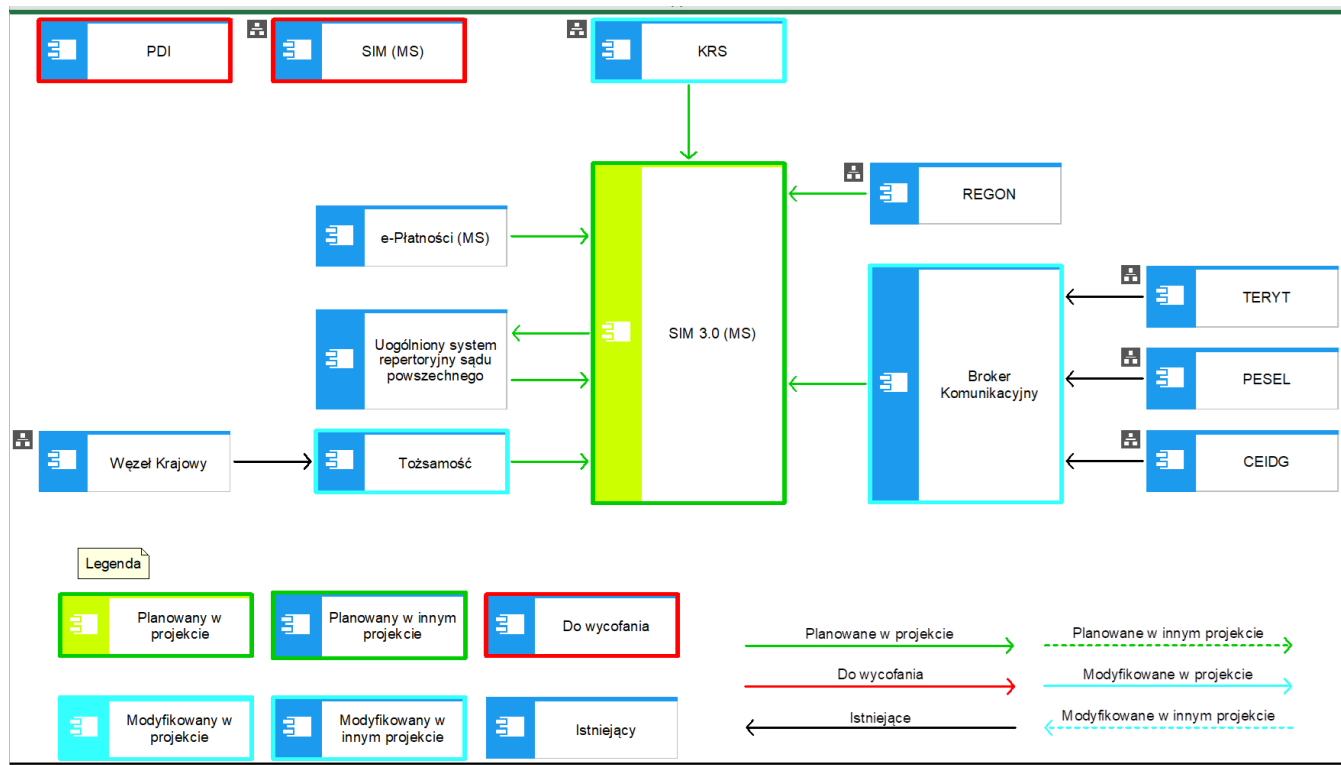 PDI
SIM (MS)
KRS
REGON
e-Płatności (MS)
TERYT
SIM 3.0 (MS)
Uogólniony system
repertoryjny sądu
powszechnego
Broker
Komunikacyjny
PESEL
Węzeł Krajowy
Tożsamość
CEIDG
Legenda
Planowany w
projekcie
Planowany w innym
projekcie
Do wycofania
Planowane w projekcie
Planowane w innym projekcie
Do wycofania
Modyfikowane w projekcie
Modyfikowany w
projekcie
Modyfikowany w
innym projekcie
Istniejący
Istniejące
Modyfikowane w innym projekcie